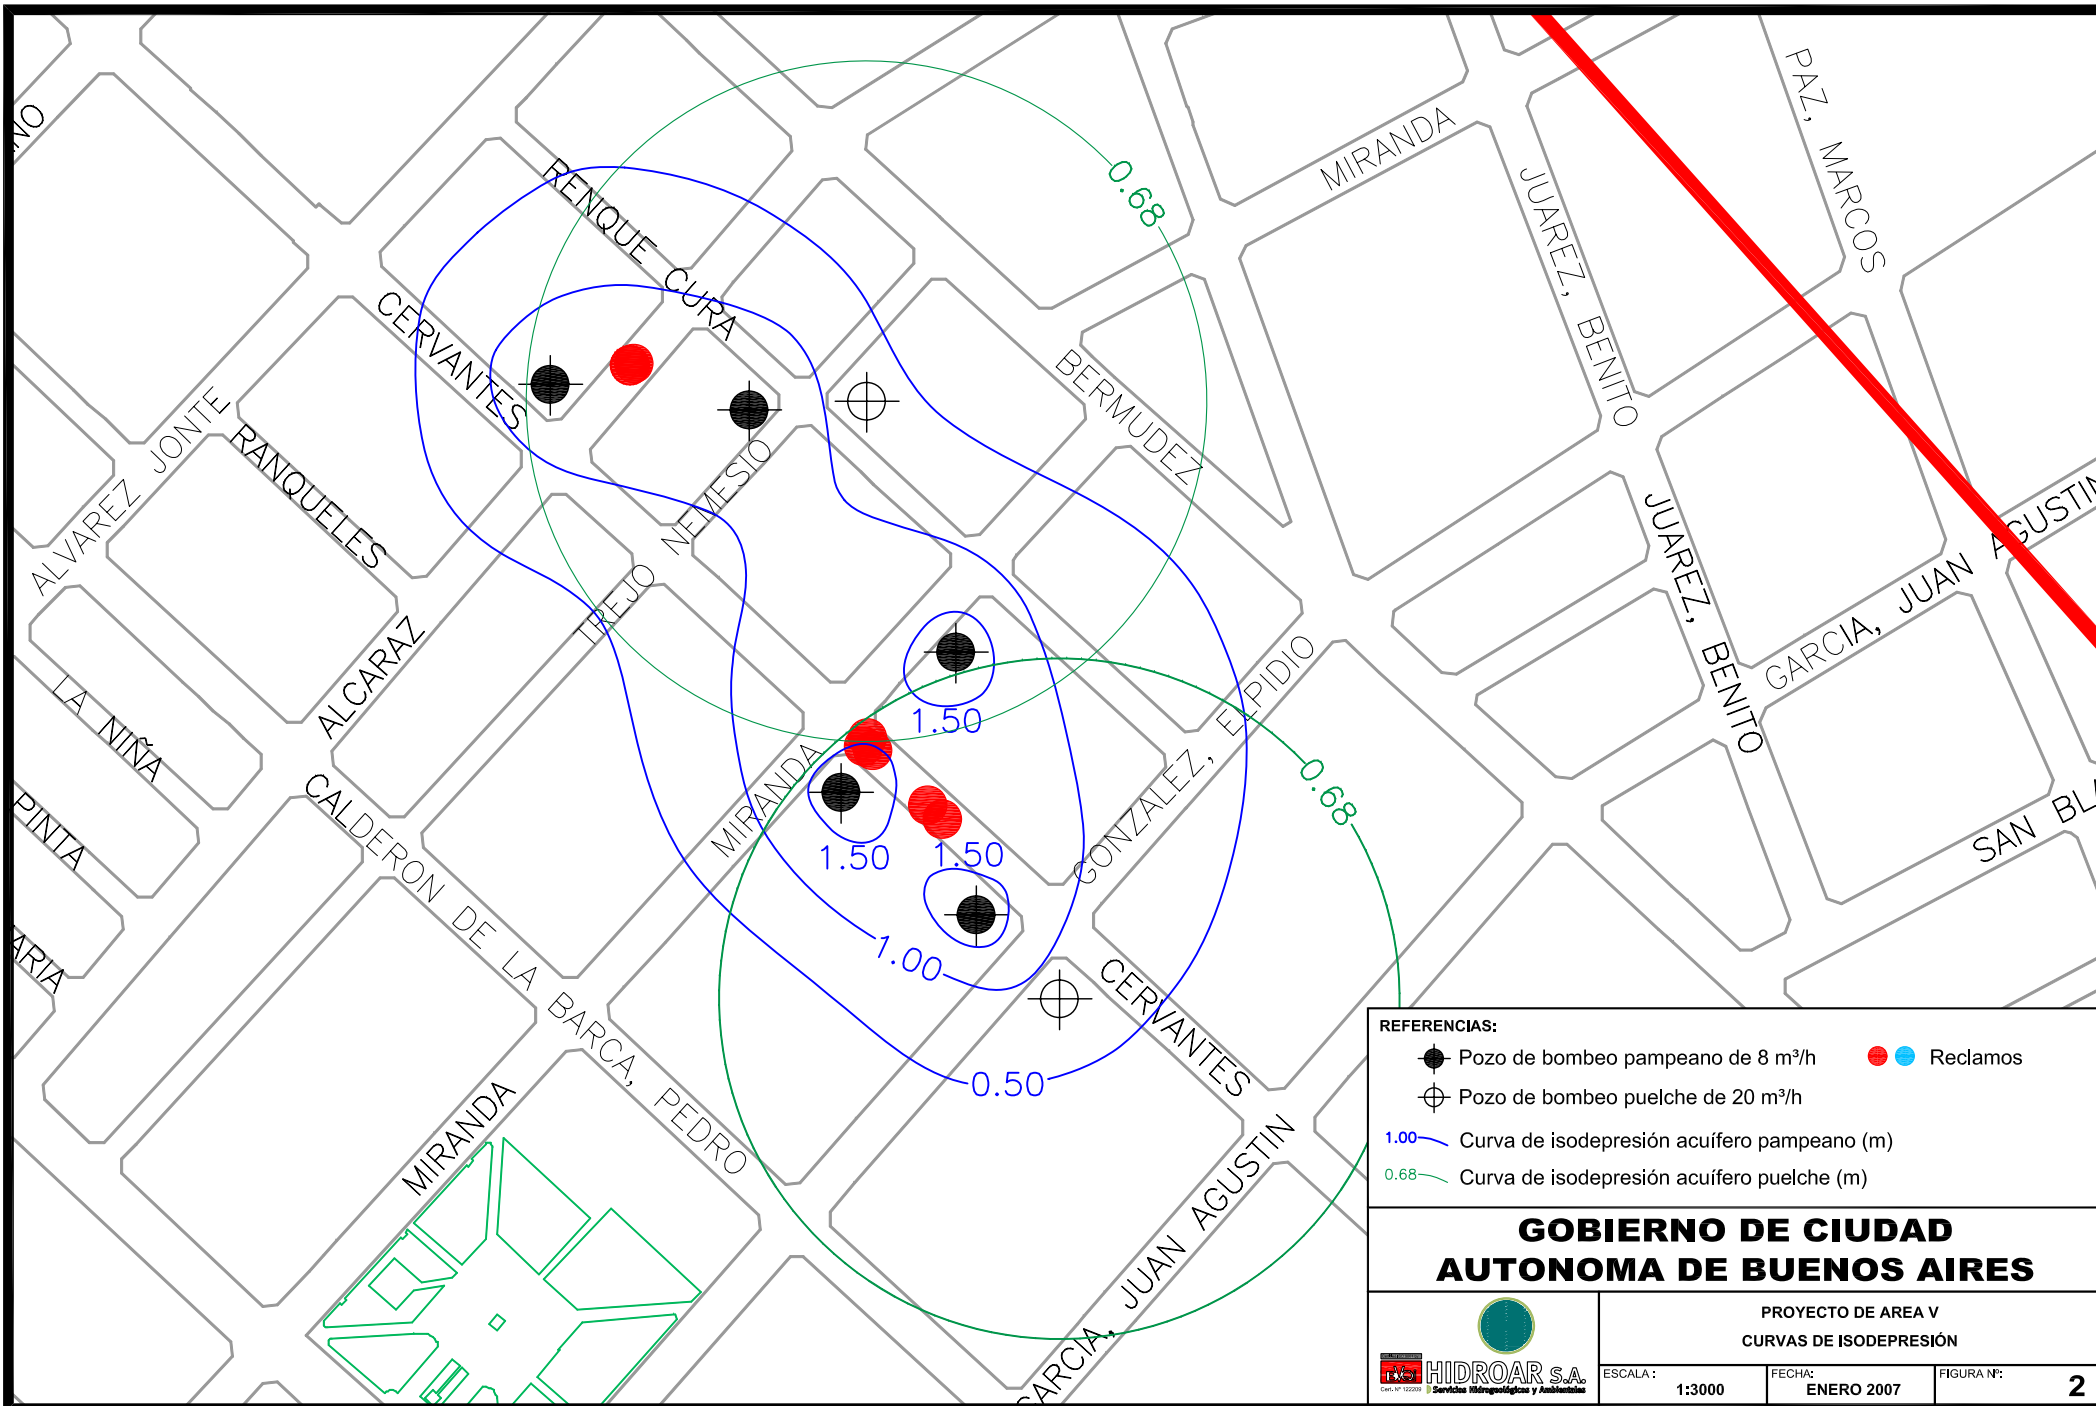 PAZ, MARCOS
MIRANDA
JUAREZ, BENITO
0.68
RENQUE CURA
CERVANTES
BERMUDEZ
ALVAREZ JONTE
RANQUELES
NEMESIO
TREJO
JUAREZ, BENITO
GARCIA, JUAN AGUSTIN
ALCARAZ
LA NIÑA
PINTA
GONZALEZ, ELPIDIO
1.50
MIRANDA
0.68
1.50
1.50
SAN BL
CALDERON DE LA BARCA, PEDRO
1.00
CERVANTES
0.50
MIRANDA
GARCIA, JUAN AGUSTIN
REFERENCIAS:
Pozo de bombeo pampeano de 8 m³/h
Reclamos
Pozo de bombeo puelche de 20 m³/h
1.00 Curva de isodepresión acuífero pampeano (m)
0.68 Curva de isodepresión acuífero puelche (m)
GOBIERNO DE CIUDAD
AUTONOMA DE BUENOS AIRES
PROYECTO DE AREA V
CURVAS DE ISODEPRESIÓN
HIDROAR S.A.
Servicios Hidrogeológicos y Ambientales
ESCALA :
1:3000
FECHA:
ENERO 2007
FIGURA Nº:
2